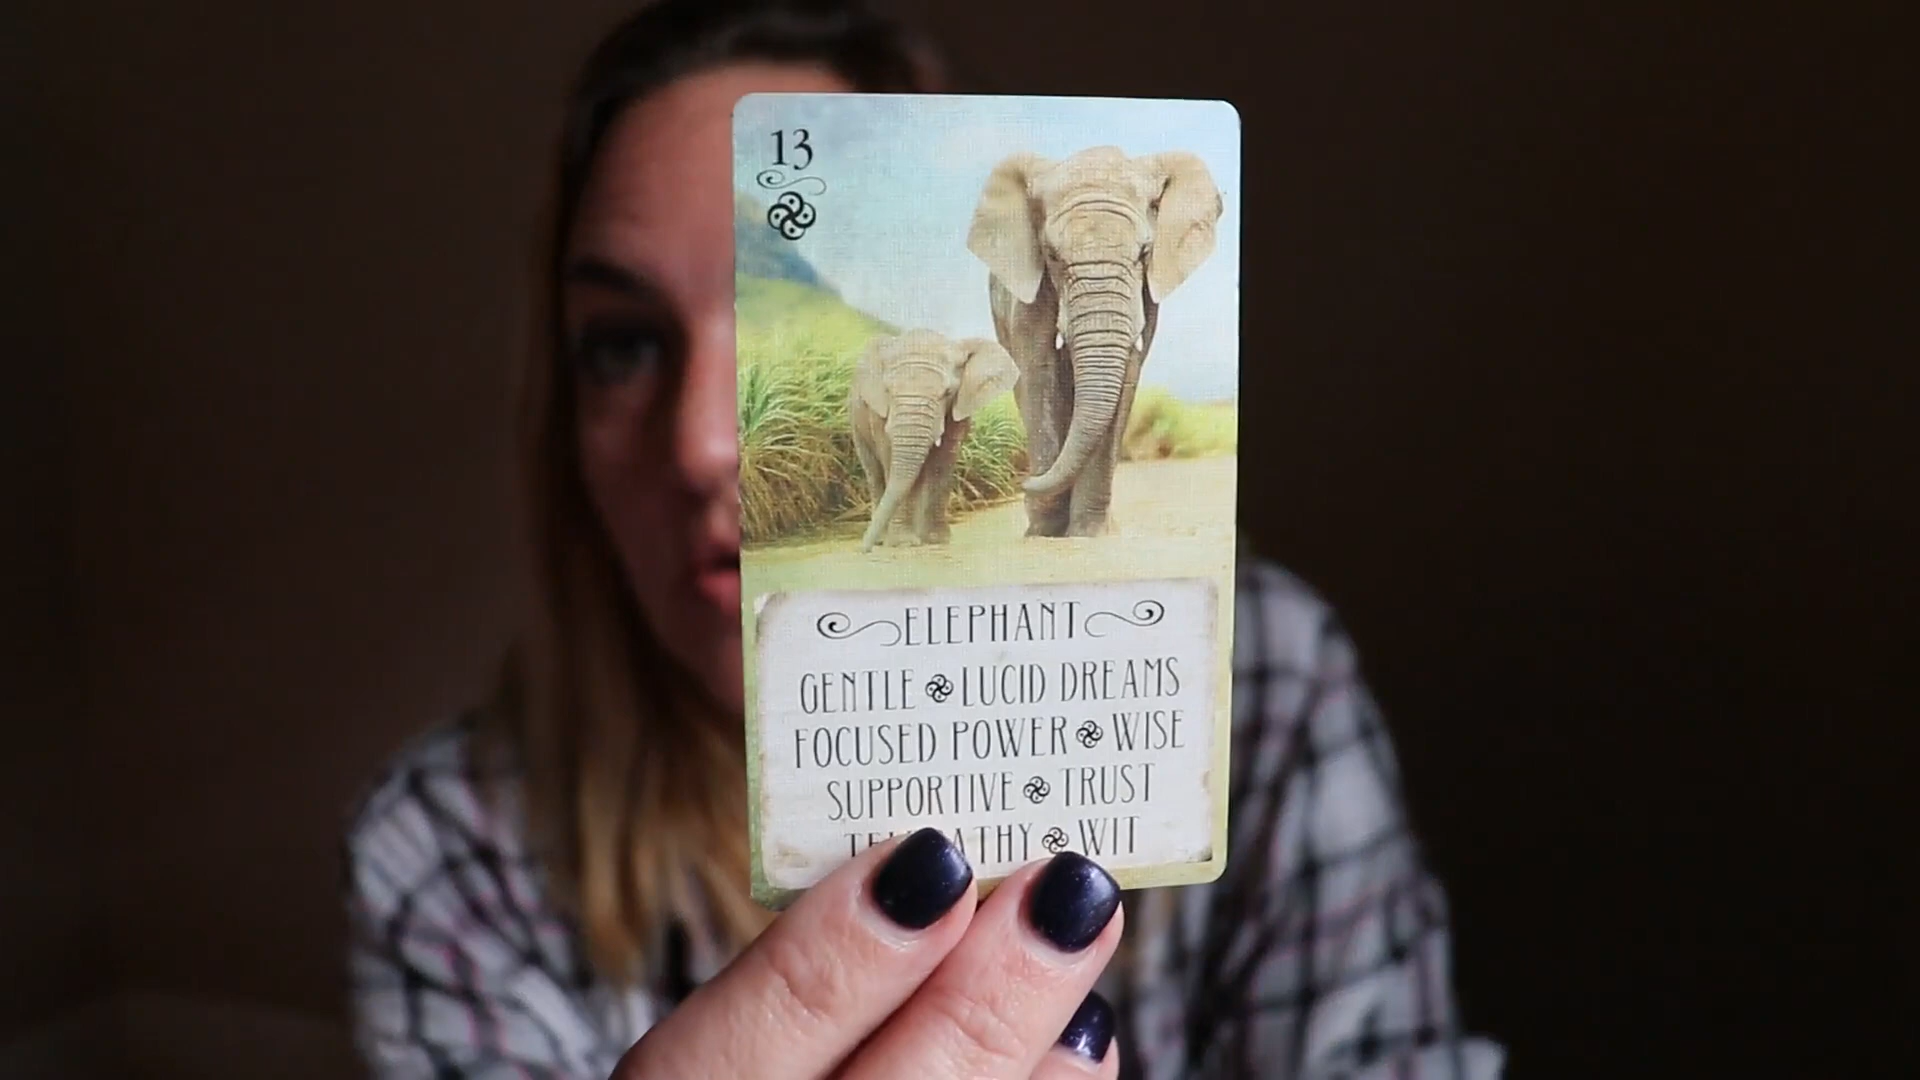 13
ELEPHANT
GENTLE LUCID DREAMS
FOCUSED POWER WISE
SUPPORTIVE TRUST
WIT